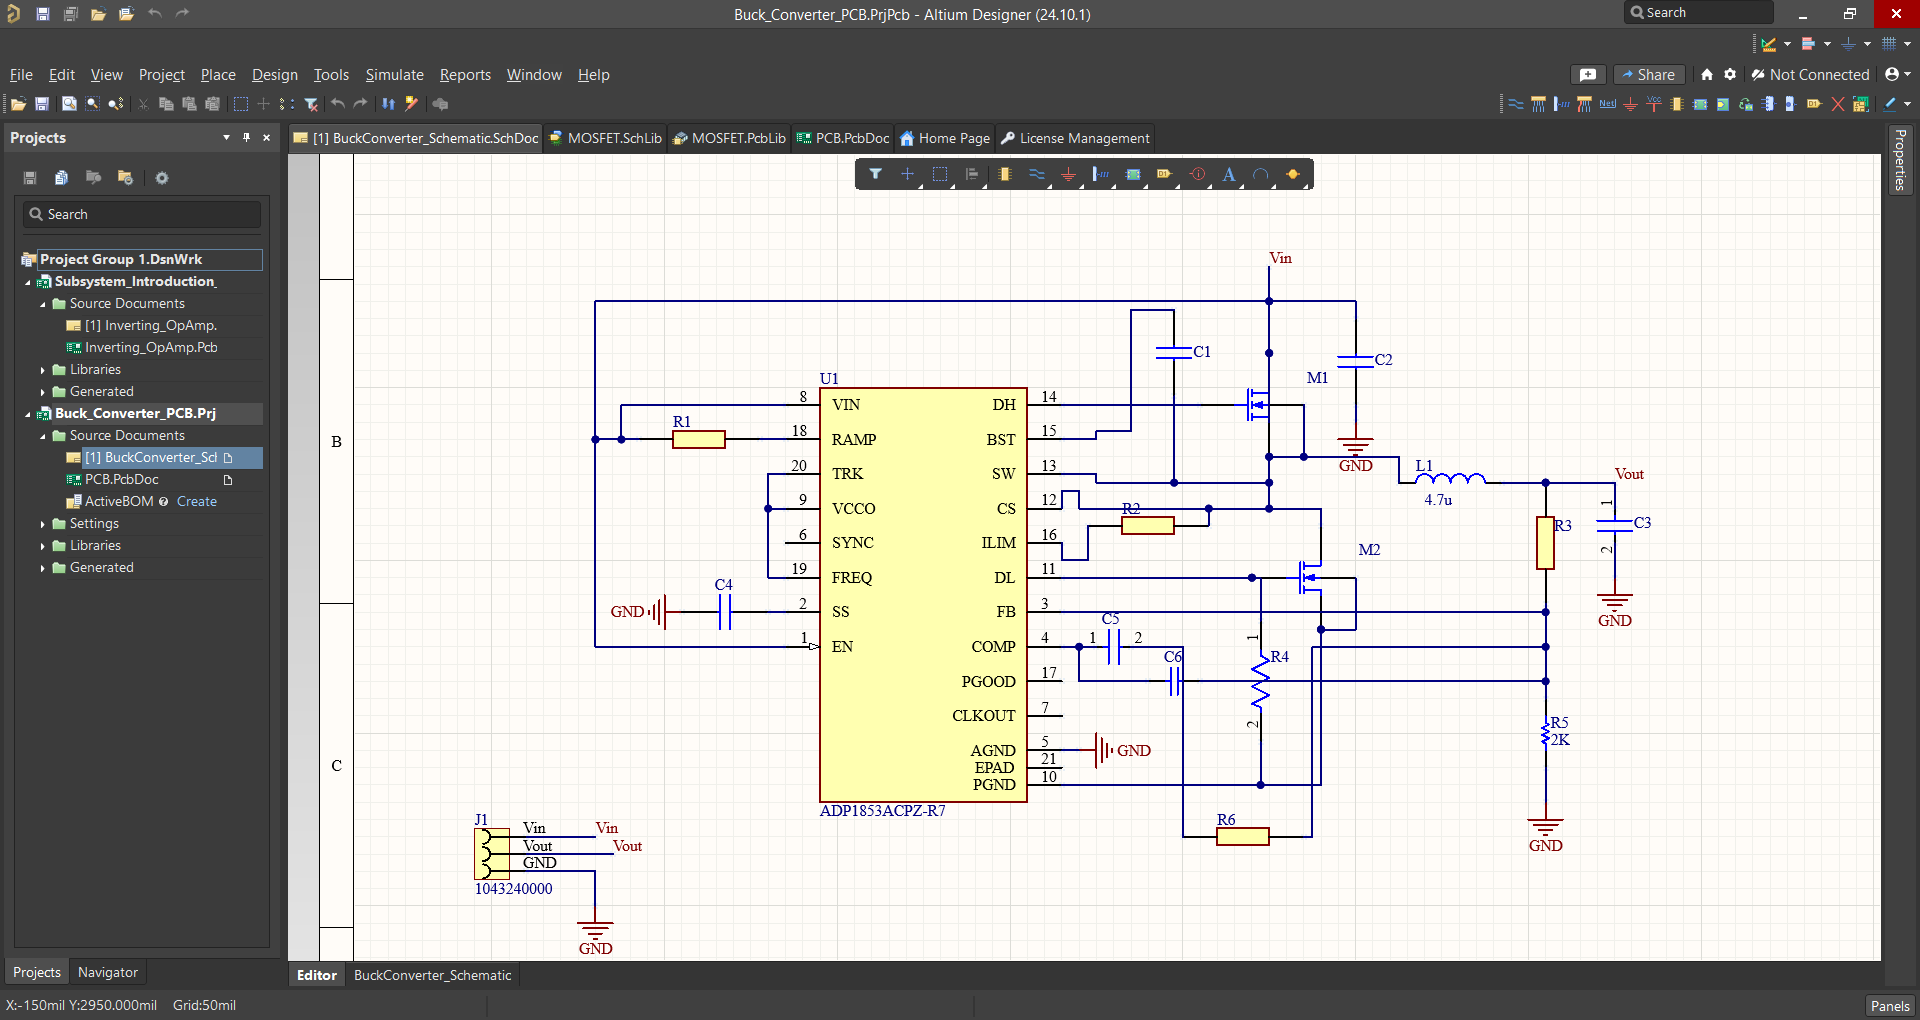 Buck_Converter_PCB.PrjPcb - Altium Designer (24.10.1)
Search
File Edit View Project Place Design Tools Simulate Reports Window Help
Share
Not Connected
Net
Vcc
D1
Projects
[1] BuckConverter_Schematic.SchDoc
MOSFET.SchLib
MOSFET.PcbLib
PCB.PcbDoc
Home Page
License Management
Properties
A
Search
Project Group 1.DsnWrk
Subsystem_Introduction_
Source Documents
[1] Inverting_OpAmp.
Inverting_OpAmp.Pcb
Libraries
Generated
Buck_Converter_PCB.Prj
Source Documents
[1] BuckConverter_Scl
PCB.PcbDoc
ActiveBOM Create
Settings
Libraries
Generated
B
C
Vin
C1
C2
M1
GND
U1
8 VIN
18 RAMP
20 TRK
9 VCCO
6 SYNC
19 FREQ
2 SS
1 EN
DH 14
BST 15
SW 13
CS 12
ILIM 16
DL 11
FB 3
COMP 4
PGOOD 17
CLKOUT 7
AGND 5
EPAD 21
PGND 10
ADP1853ACPZ-R7
R1
C4
GND
R2
M2
L1
4.7u
Vout
R3
1
C3
2
GND
C5
1 2
C6
1
R4
2
R5
2K
GND
GND
R6
J1
Vin Vin
Vout Vout
GND
1043240000
GND
Projects Navigator
Editor BuckConverter_Schematic
X:-150mil Y:2950.000mil Grid:50mil
Panels